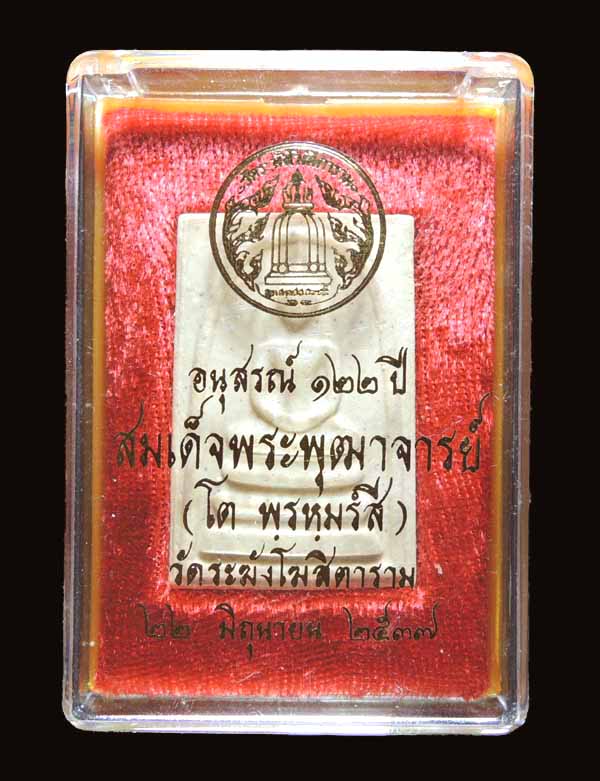 อนุสรณ์ ๑๒๒ ปี
สมเด็จพระพุฒาจารย์
(โต พฺรหฺมรํสี)
วัดระฆังโฆสิตาราม
๒๒ มิถุนายน ๒๕๓๗